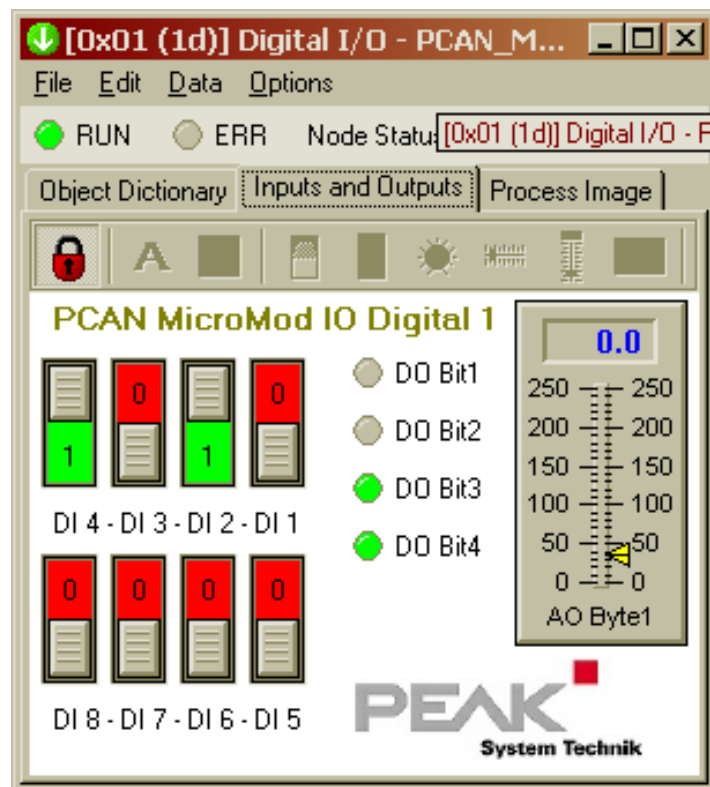 [0x01 (1d)] Digital I/O - PCAN_M...
File Edit Data Options
RUN ERR Node Statu [0x01 (1d)] Digital I/O - P
Object Dictionary Inputs and Outputs Process Image
A
PCAN MicroMod IO Digital 1
0.0
1 0 1 0
DI 4 - DI 3 - DI 2 - DI 1
0 0 0 0
DI 8 - DI 7 - DI 6 - DI 5
DO Bit1
DO Bit2
DO Bit3
DO Bit4
250 250
200 200
150 150
100 100
50 50
0 0
AO Byte1
PEAK
System Technik